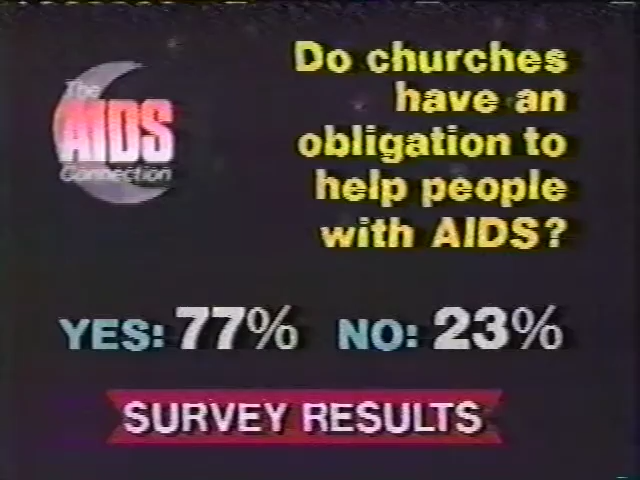 The
AIDS
Connection
Do churches
have an
obligation to
help people
with AIDS?
YES: 77% NO: 23%
SURVEY RESULTS